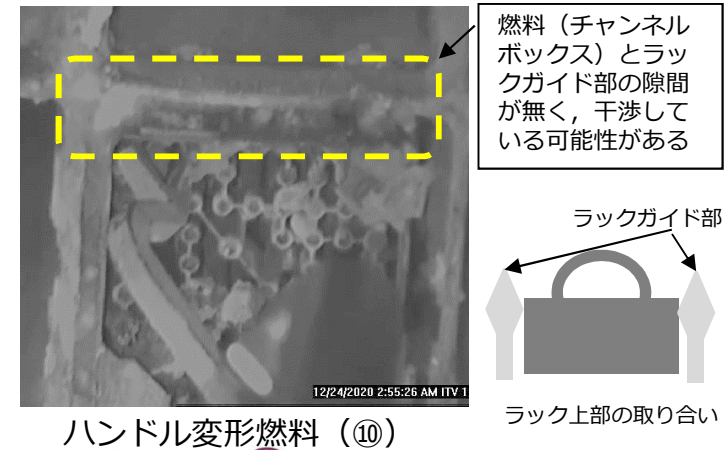 燃料（チャンネル
ボックス）とラッ
クガイド部の隙間
が無く，干渉して
いる可能性がある
ラックガイド部
12/24/2020 2:55:26 AM ITV 1
ラック上部の取り合い
ハンドル変形燃料（⑩）